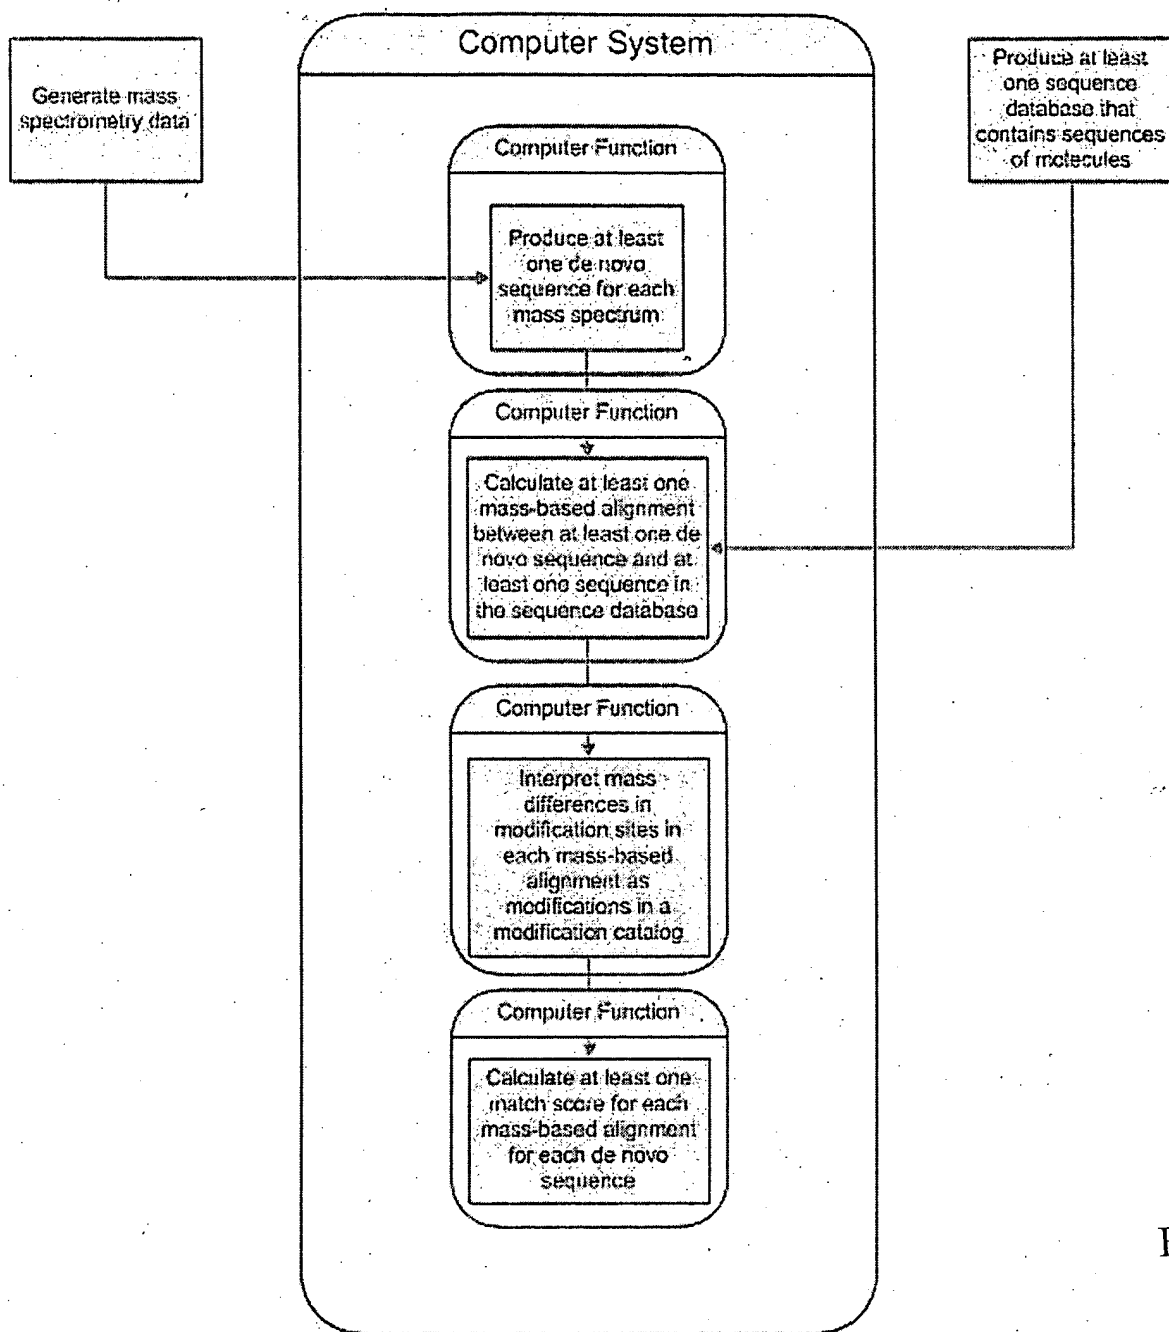 Computer System
Generate mass
spectrometry data
Produce at least
one sequence
database that
contains sequences
of molecules
Computer Function
Produce at least
one de novo
sequence for each
mass spectrum
Computer Function
Calculate at least one
mass-based alignment
between at least one de
novo sequence and at
least one sequence in
the sequence database
Computer Function
Interpret mass
differences in
modification sites in
each mass-based
alignment as
modifications in a
modification catalog
Computer Function
Calculate at least one
match score for each
mass-based alignment
for each de novo
sequence